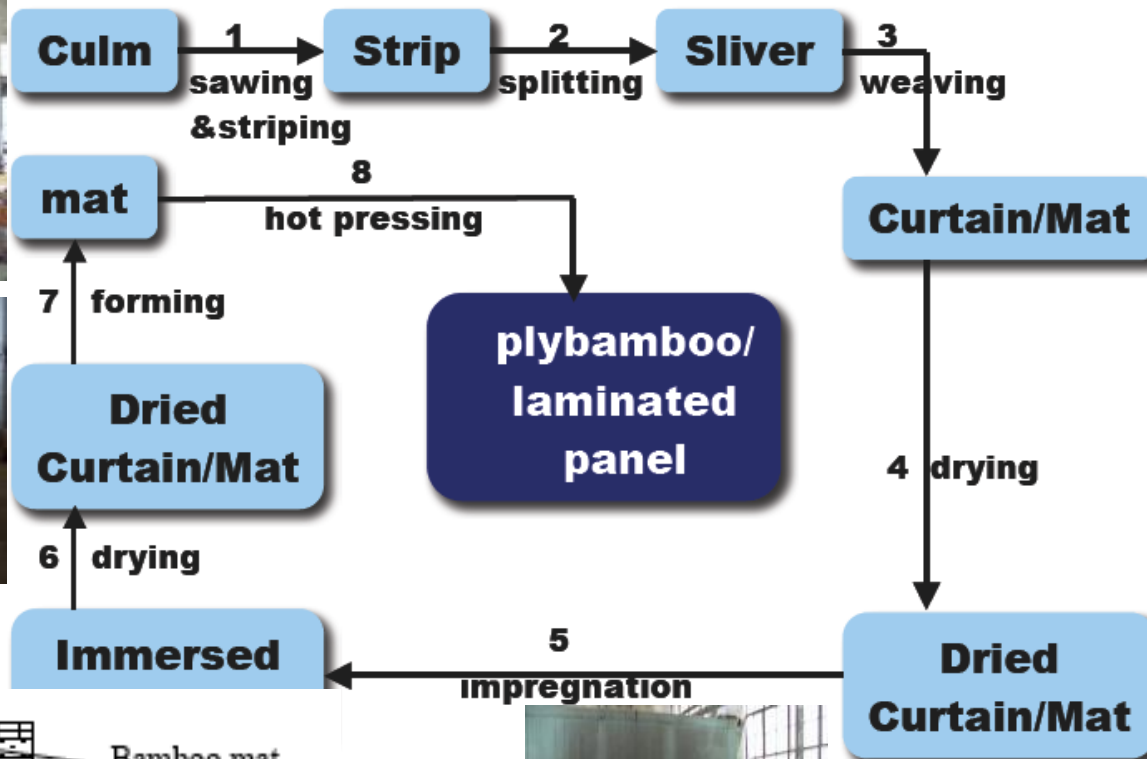 Culm
1
sawing
&striping
Strip
2
splitting
Sliver
3
weaving
Curtain/Mat
4 drying
Dried
Curtain/Mat
5
impregnation
Immersed
6 drying
Dried
Curtain/Mat
7 forming
mat
8
hot pressing
plybamboo/
laminated
panel
Bamboo mat